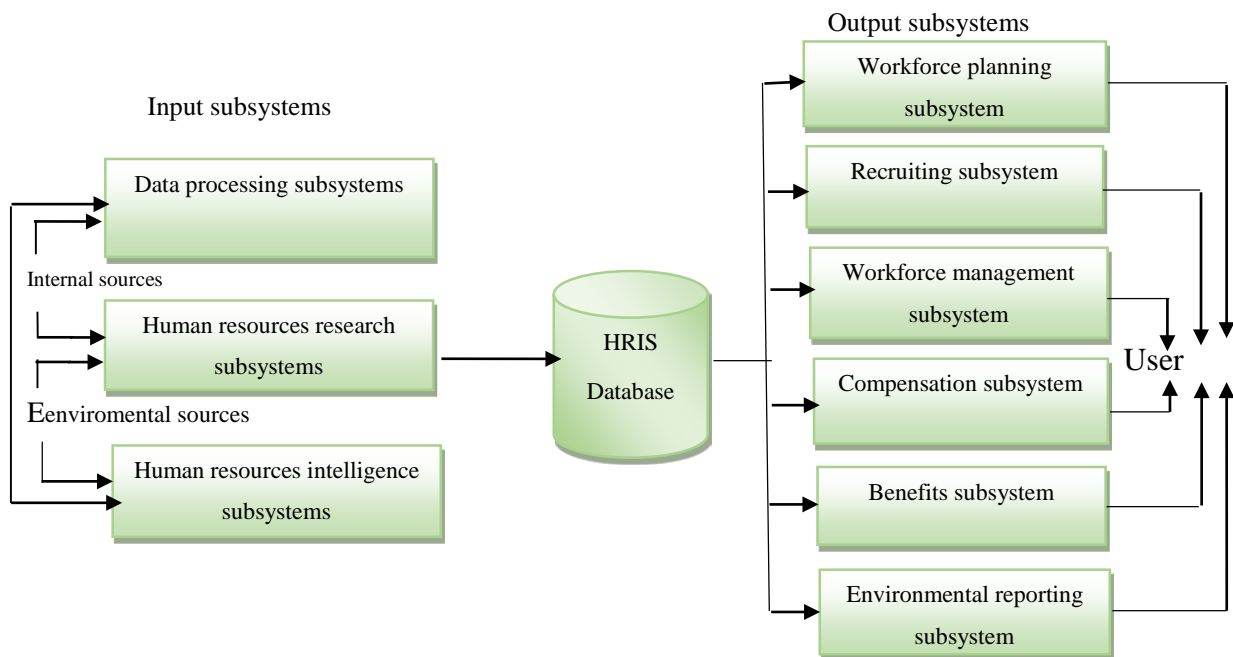 Input subsystems
Data processing subsystems
Internal sources
Human resources research
subsystems
Eenviromental sources
Human resources intelligence
subsystems
HRIS
Database
Output subsystems
Workforce planning
subsystem
Recruiting subsystem
Workforce management
subsystem
Compensation subsystem
Benefits subsystem
Environmental reporting
subsystem
User